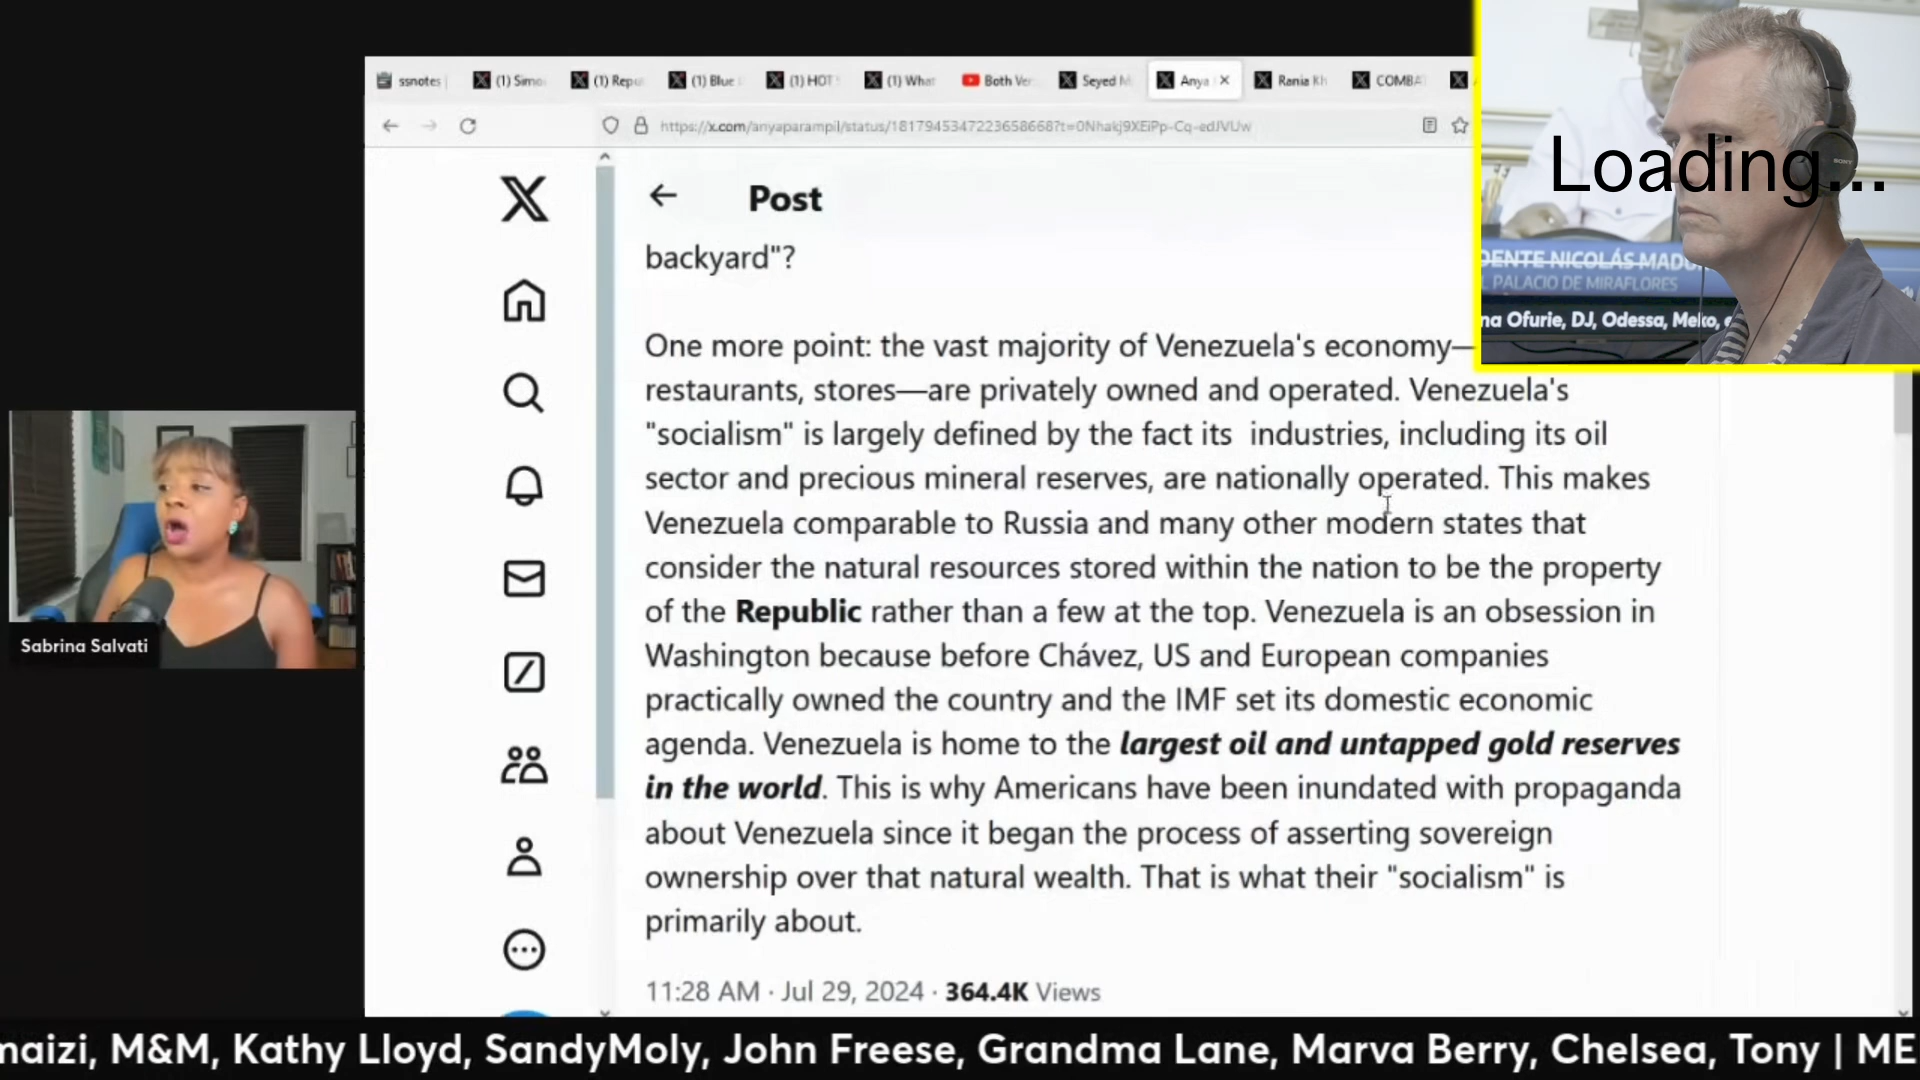 ssnotes
(1) Simo
(1) Repu
(1) Blue
(1) HOT
(1) What
Both Ve
Seyed M
Anya
Rania Kh
COMBA
https://x.com/anyaparampil/status/1817945347223658668?t=0Nhakj9XEiPp-Cq-edJVUw
Post
backyard"?
One more point: the vast majority of Venezuela's economy—
restaurants, stores—are privately owned and operated. Venezuela's
"socialism" is largely defined by the fact its industries, including its oil
sector and precious mineral reserves, are nationally operated. This makes
Venezuela comparable to Russia and many other modern states that
consider the natural resources stored within the nation to be the property
of the Republic rather than a few at the top. Venezuela is an obsession in
Washington because before Chávez, US and European companies
practically owned the country and the IMF set its domestic economic
agenda. Venezuela is home to the largest oil and untapped gold reserves
in the world. This is why Americans have been inundated with propaganda
about Venezuela since it began the process of asserting sovereign
ownership over that natural wealth. That is what their "socialism" is
primarily about.
11:28 AM · Jul 29, 2024 · 364.4K Views
Loading...
SONY
DENTE NICOLÁS MADU
PALACIO DE MIRAFLORES
na Ofurie, DJ, Odessa, Meko,
Sabrina Salvati
maizi, M&M, Kathy Lloyd, SandyMoly, John Freese, Grandma Lane, Marva Berry, Chelsea, Tony | ME